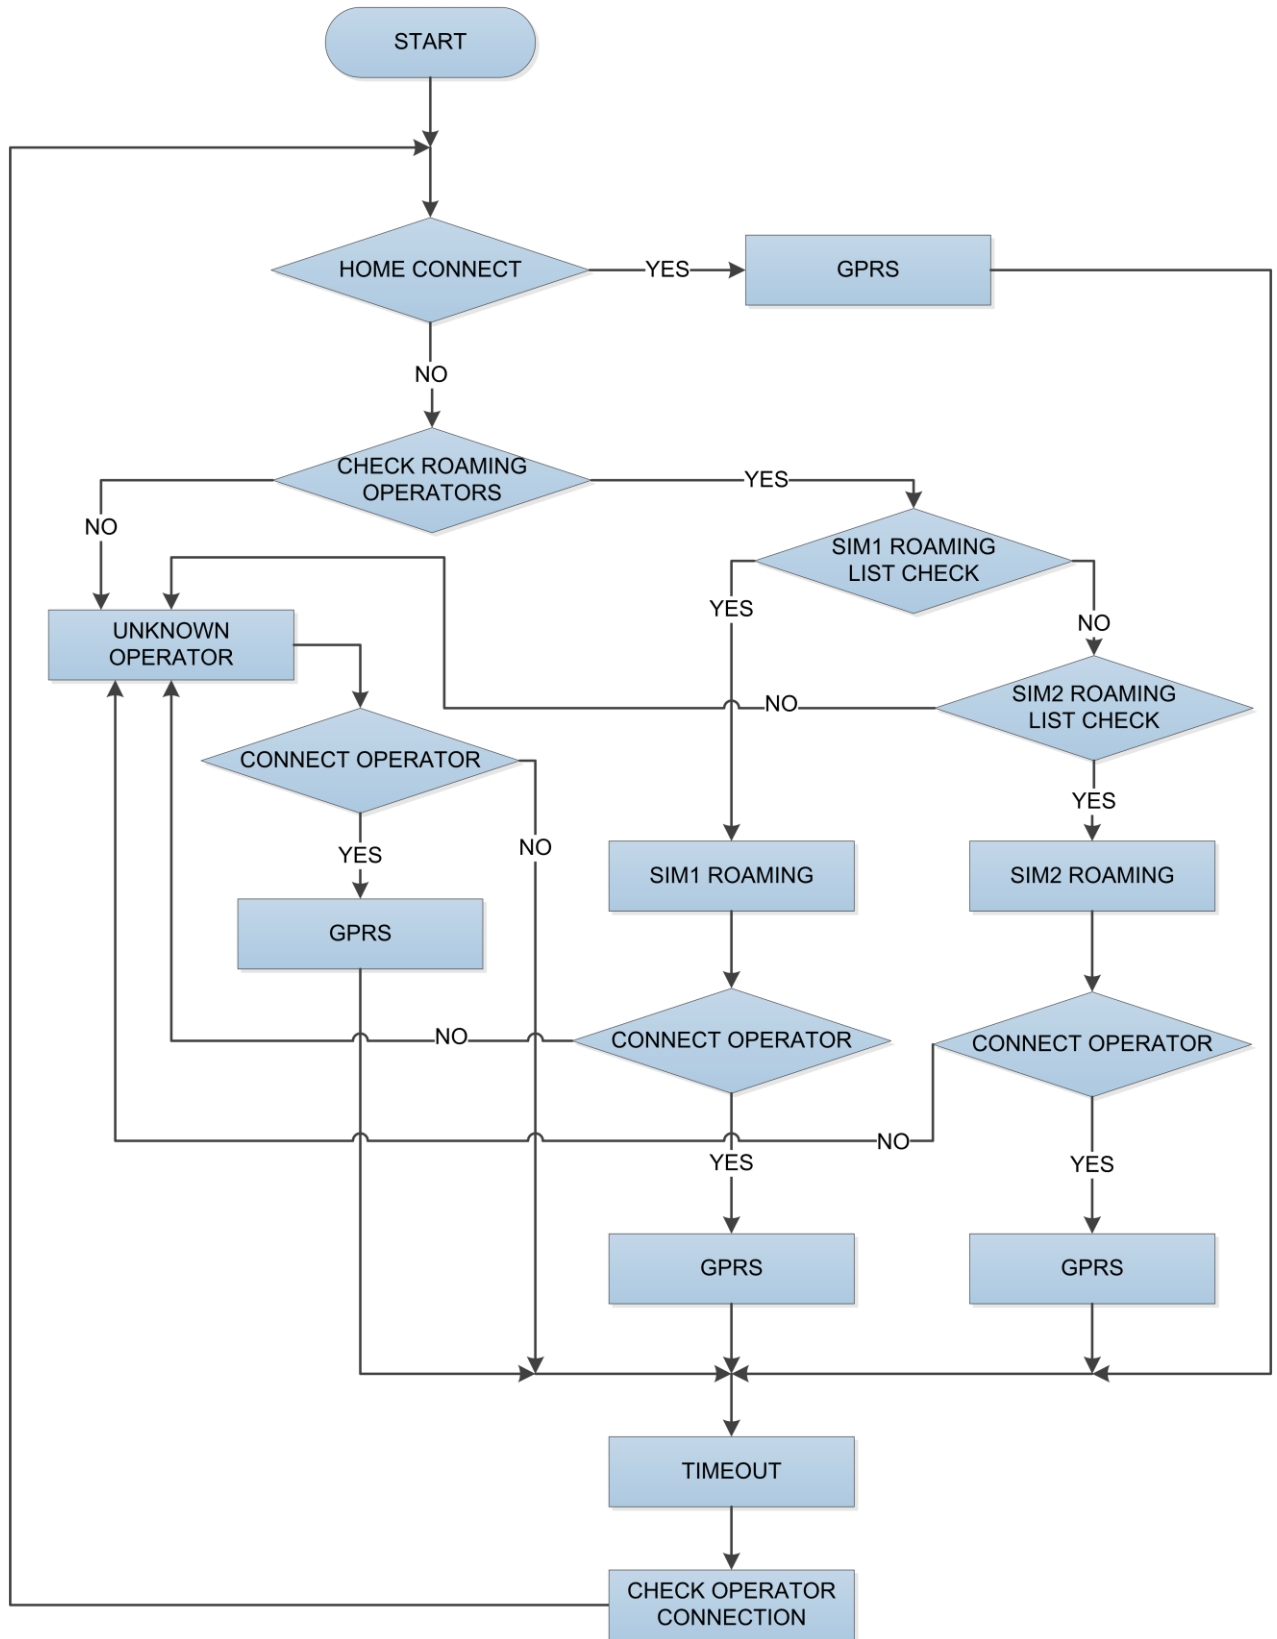 START
HOME CONNECT
YES
GPRS
NO
CHECK ROAMING
OPERATORS
YES
NO
SIM1 ROAMING
LIST CHECK
YES
NO
UNKNOWN
OPERATOR
SIM2 ROAMING
LIST CHECK
NO
CONNECT OPERATOR
YES
NO
YES
SIM1 ROAMING
SIM2 ROAMING
GPRS
NO
CONNECT OPERATOR
CONNECT OPERATOR
NO
YES
YES
GPRS
GPRS
TIMEOUT
CHECK OPERATOR
CONNECTION